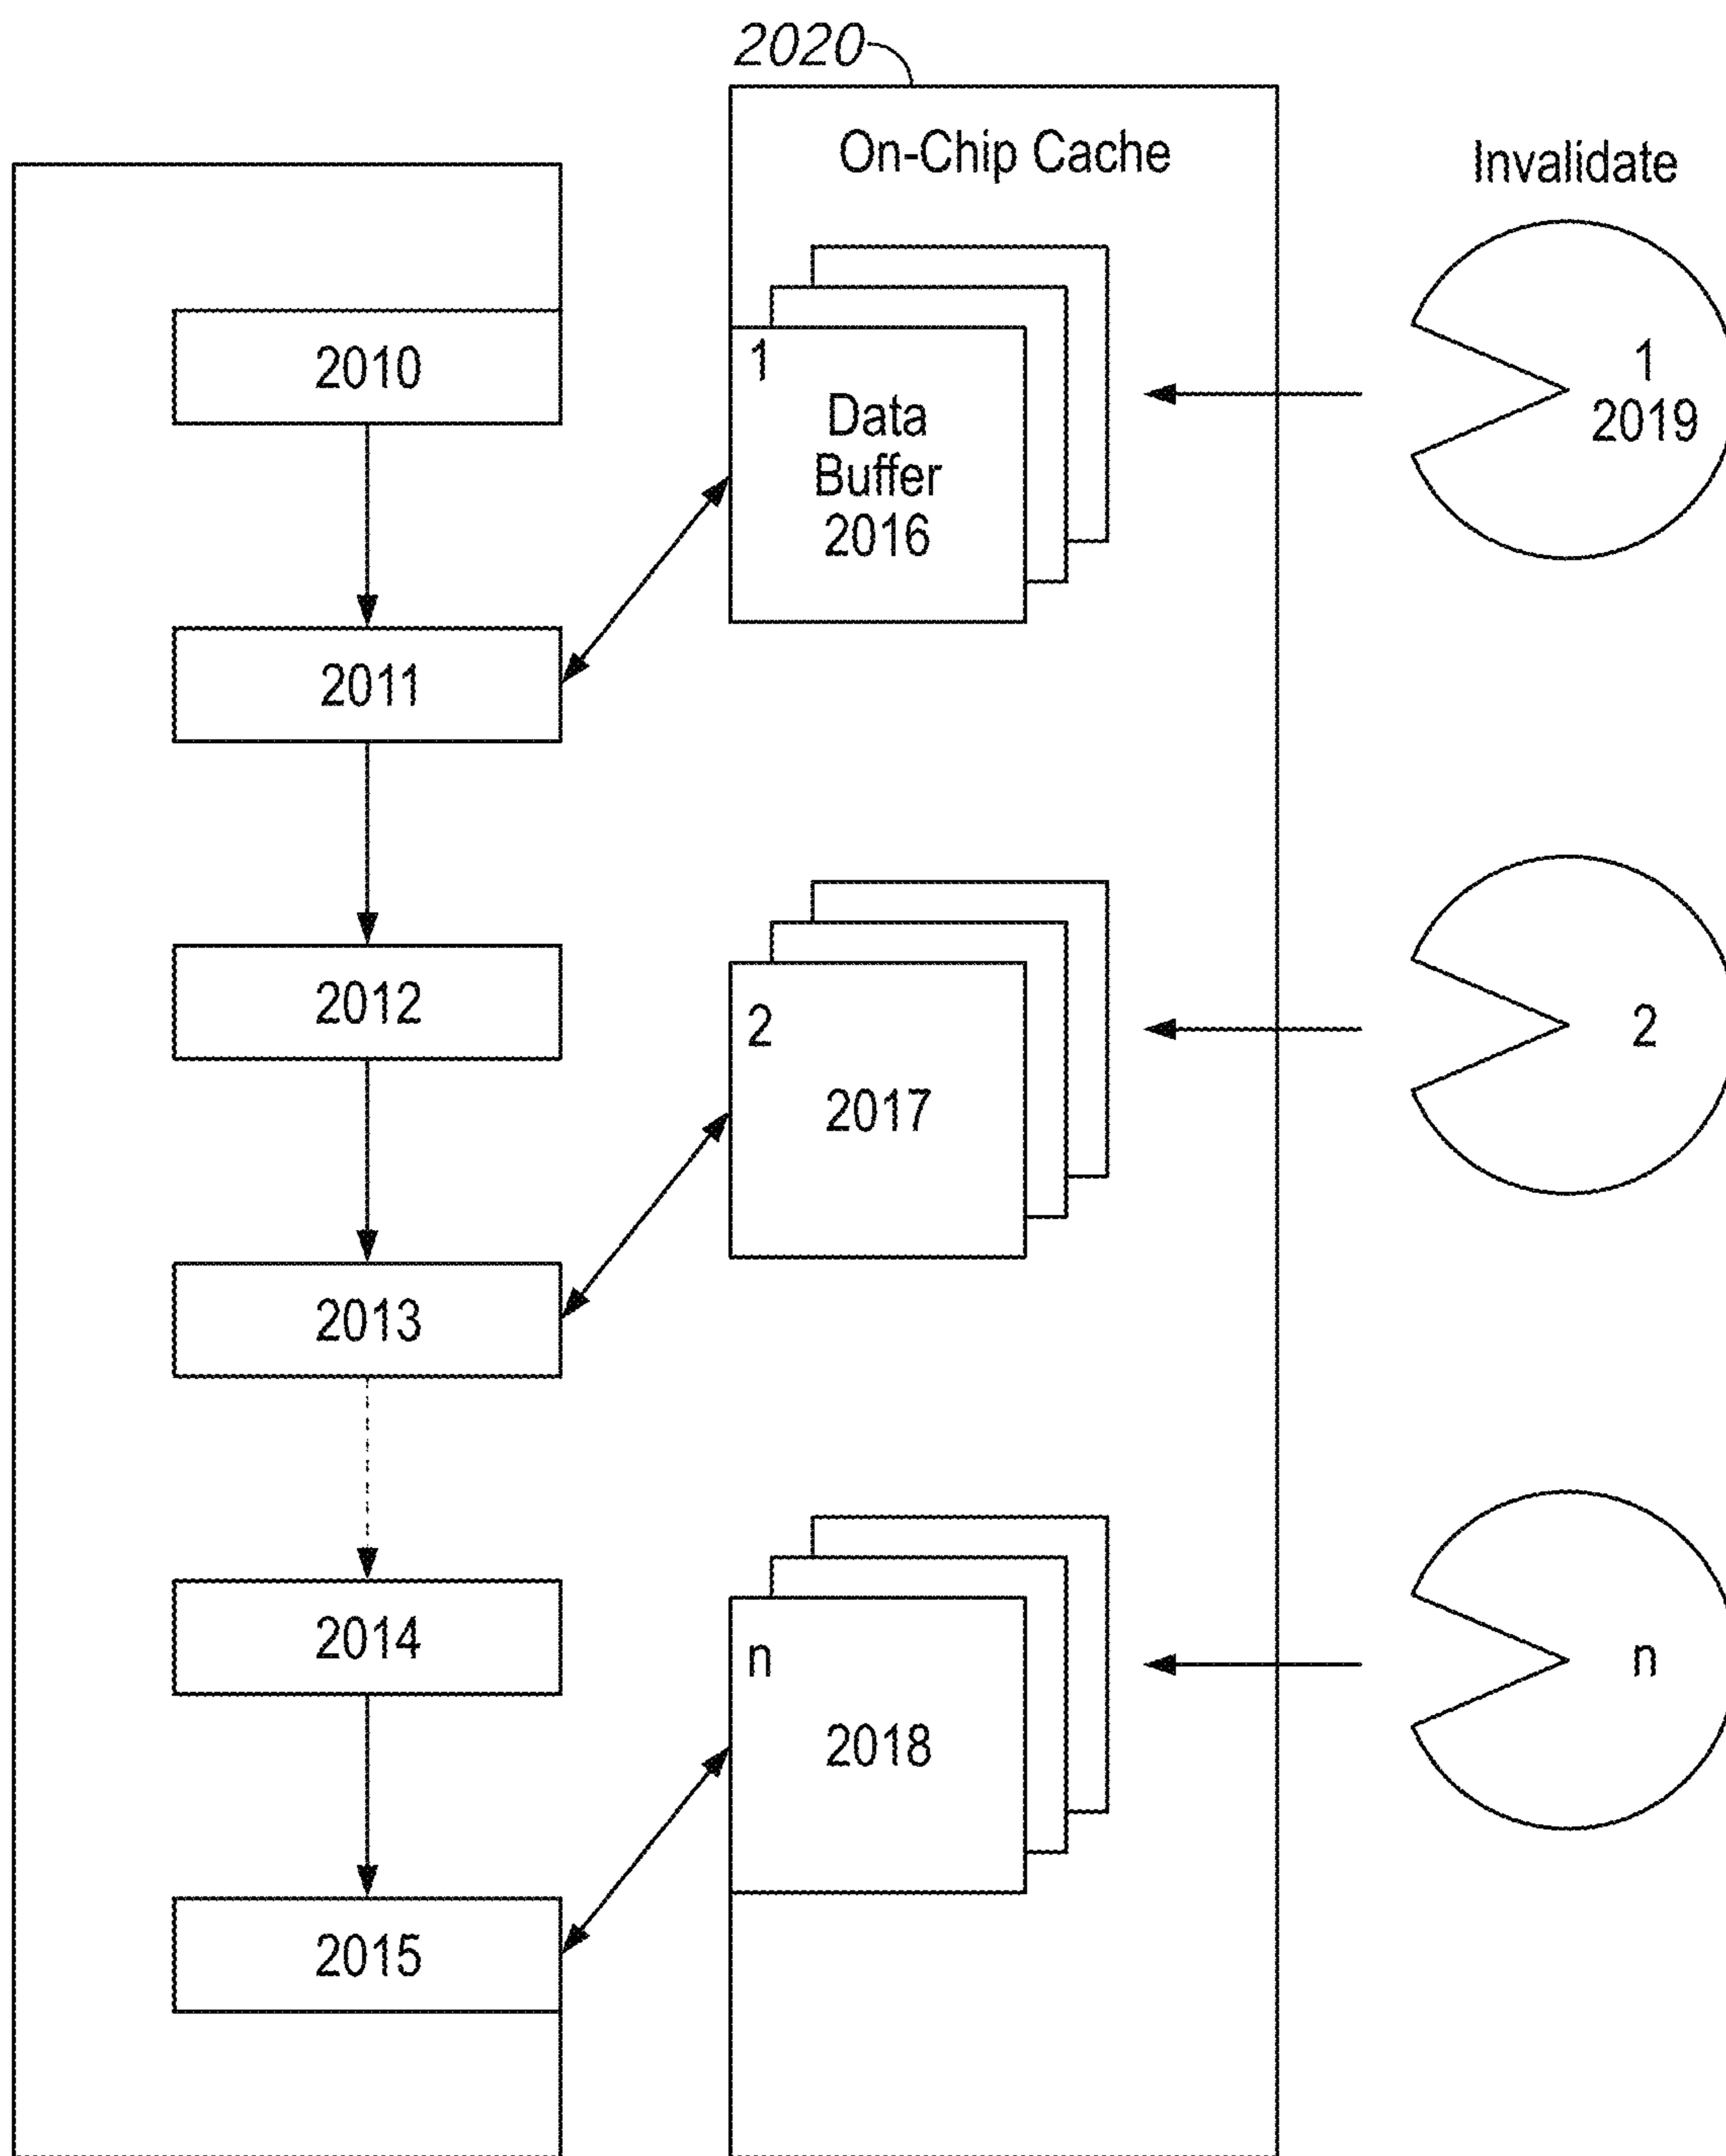 2020
On-Chip Cache
Invalidate
2010
1
Data
Buffer
2016
1
2019
2011
2012
2
2017
2
2013
2014
n
2018
n
2015